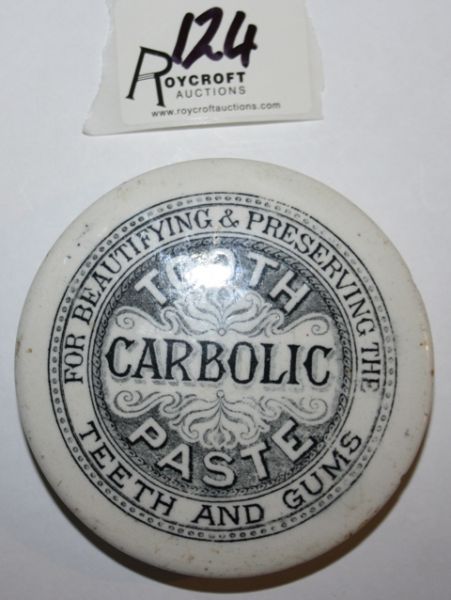 124
ROYCROFT
AUCTIONS
www.roycroftauctions.com
FOR BEAUTIFYING & PRESERVING THE
TEETH AND GUMS
TOOTH
CARBOLIC
PASTE